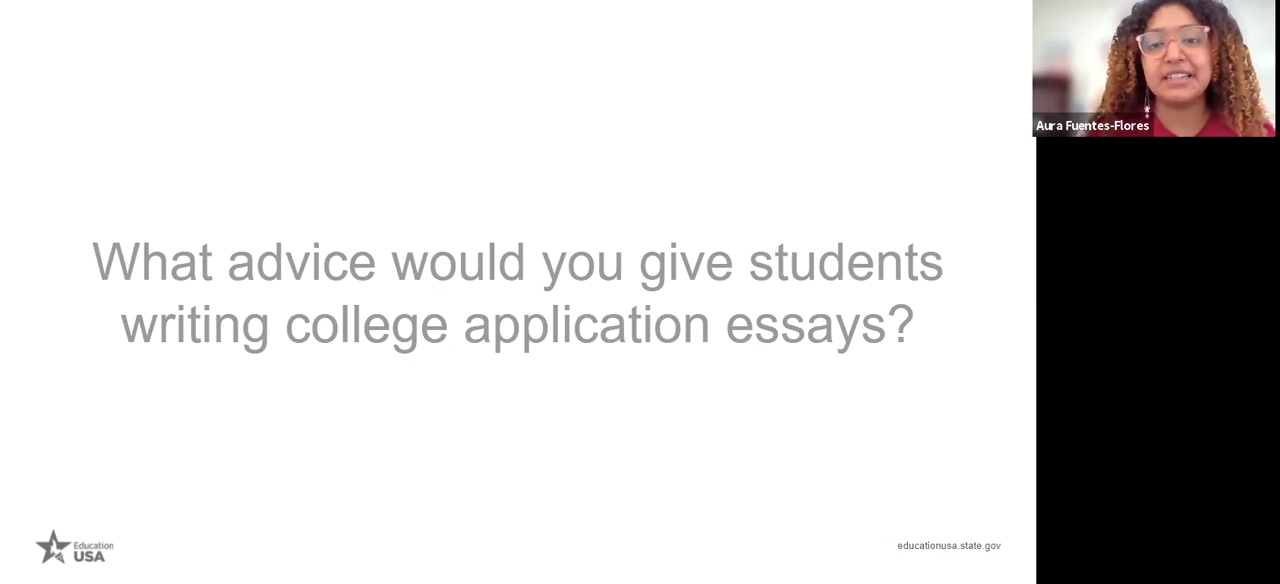 Aura Fuentes-Flores
What advice would you give students
writing college application essays?
Education
USA
educationusa.state.gov